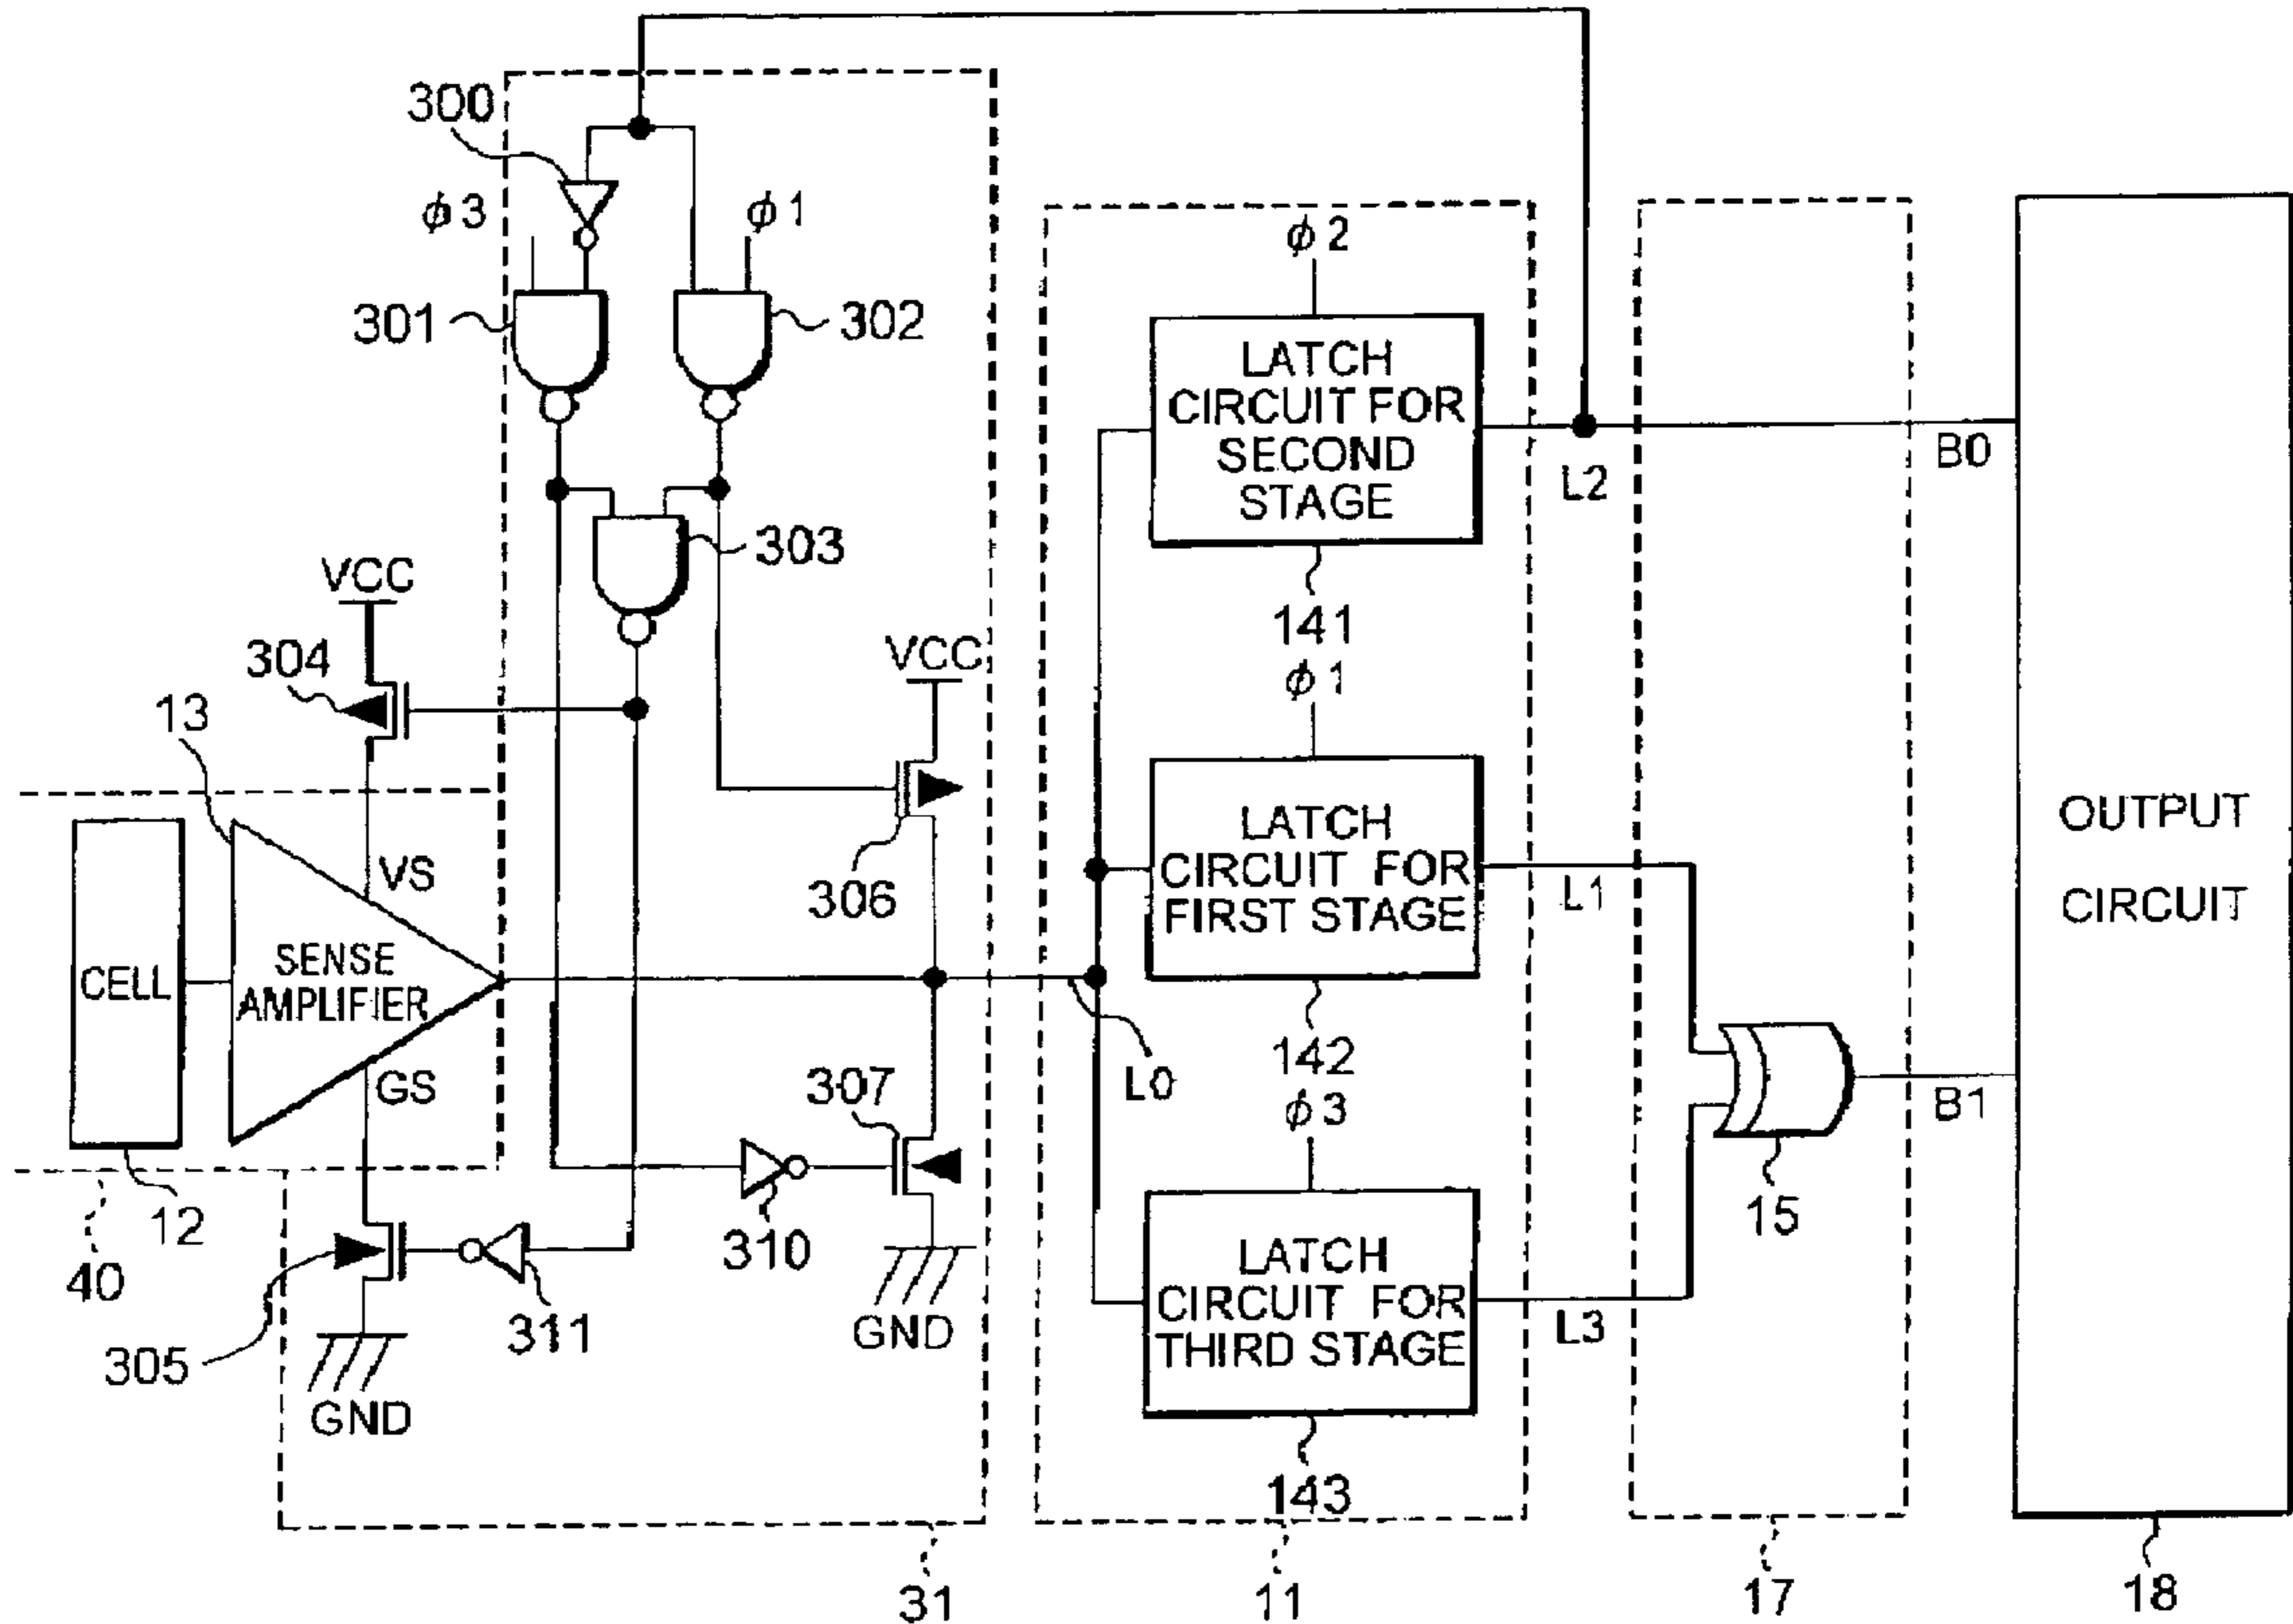 300
φ3
φ1
301
302
303
VCC
304
13
VS
CELL
SENSE
AMPLIFIER
GS
12
40
305
GND
311
VCC
306
307
310
GND
31
φ2
LATCH
CIRCUIT FOR
SECOND
STAGE
141
φ1
LATCH
CIRCUIT FOR
FIRST STAGE
142
L0
φ3
LATCH
CIRCUIT FOR
THIRD STAGE
143
11
L2
L1
L3
15
17
B0
B1
OUTPUT
CIRCUIT
18